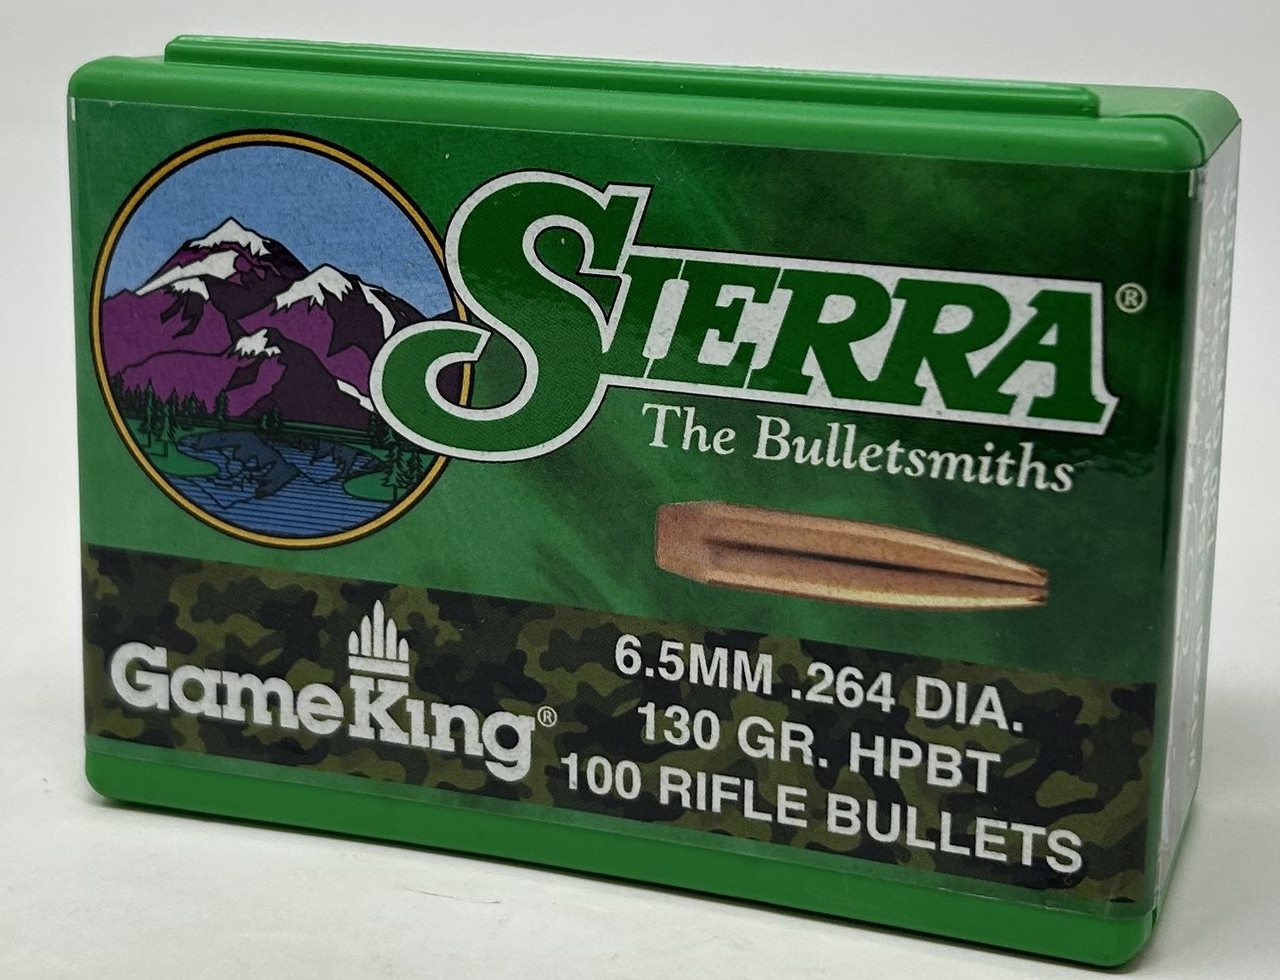 SIERRA®
The Bulletsmiths
GameKing®
6.5MM .264 DIA.
130 GR. HPBT
100 RIFLE BULLETS